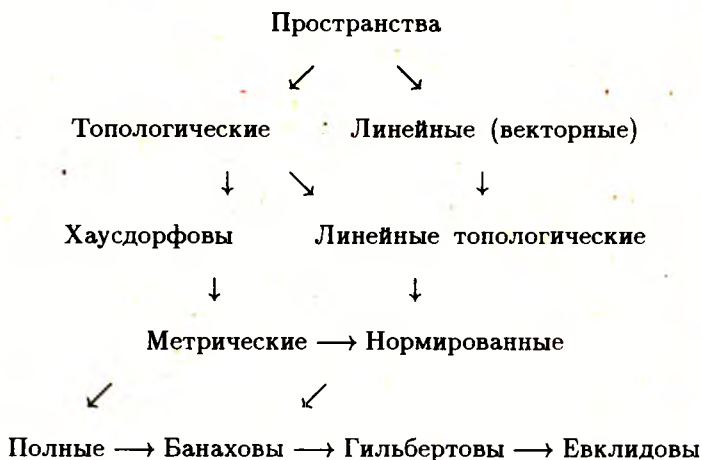 Пространства
↙ ↘
Топологические Линейные (векторные)
↓ ↘ ↓
Хаусдорфовы Линейные топологические
↓ ↓
Метрические ⟶ Нормированные
↙ ↙
Полные ⟶ Банаховы ⟶ Гильбертовы ⟶ Евклидовы